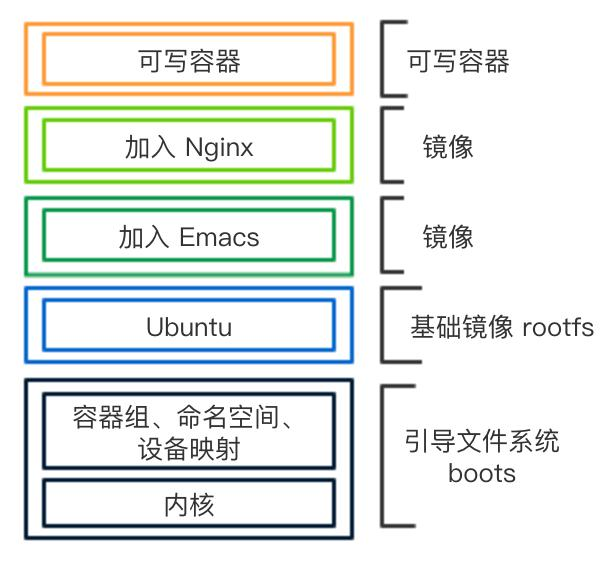 可写容器
可写容器
加入 Nginx
镜像
加入 Emacs
镜像
Ubuntu
基础镜像 rootfs
容器组、命名空间、
设备映射
内核
引导文件系统
boots